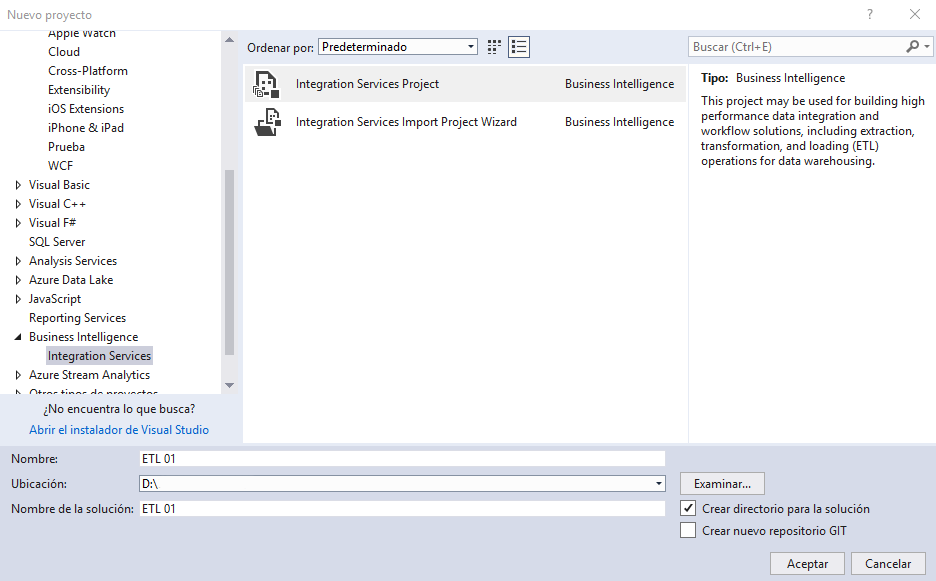 Nuevo proyecto
?
Apple Watch
Cloud
Cross-Platform
Extensibility
iOS Extensions
iPhone & iPad
Prueba
WCF
Visual Basic
Visual C++
Visual F#
SQL Server
Analysis Services
Azure Data Lake
JavaScript
Reporting Services
Business Intelligence
Integration Services
Azure Stream Analytics
Otros tipos de proyectos
¿No encuentra lo que busca?
Abrir el instalador de Visual Studio
Ordenar por: Predeterminado
Integration Services Project Business Intelligence
Integration Services Import Project Wizard Business Intelligence
Buscar (Ctrl+E)
Tipo: Business Intelligence
This project may be used for building high
performance data integration and
workflow solutions, including extraction,
transformation, and loading (ETL)
operations for data warehousing.
Nombre: ETL 01
Ubicación: D:\
Examinar...
Nombre de la solución: ETL 01
Crear directorio para la solución
Crear nuevo repositorio GIT
Aceptar Cancelar